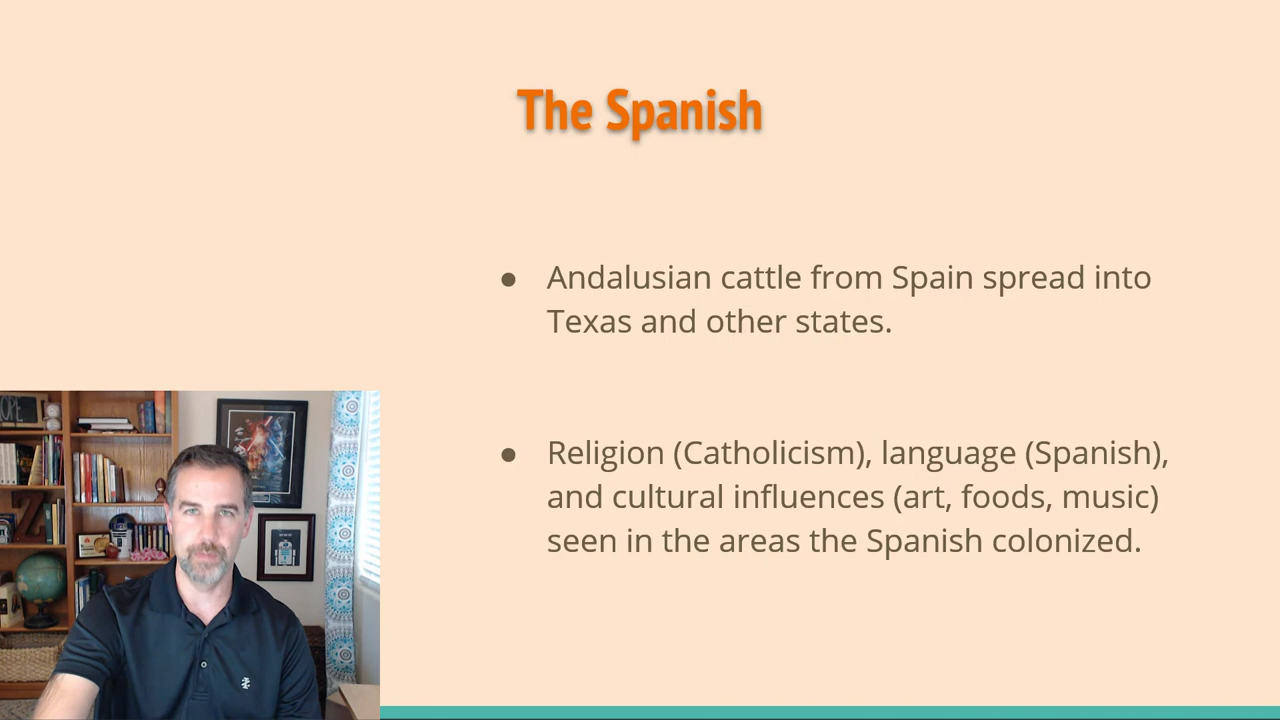 The Spanish
● Andalusian cattle from Spain spread into
Texas and other states.
● Religion (Catholicism), language (Spanish),
and cultural influences (art, foods, music)
seen in the areas the Spanish colonized.
OPE
Z